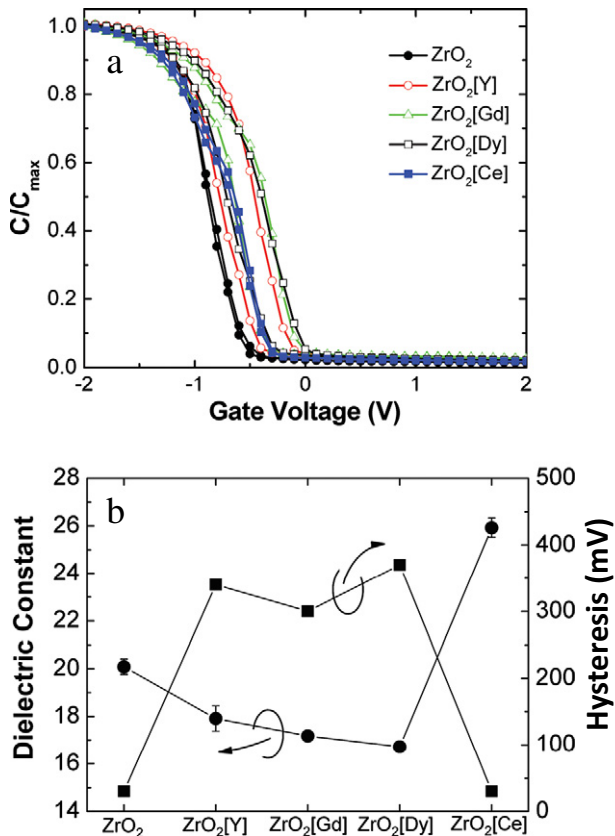 a
ZrO2
ZrO2[Y]
ZrO2[Gd]
ZrO2[Dy]
ZrO2[Ce]
1.0
0.8
0.6
0.4
0.2
0.0
C/Cmax
-2 -1 0 1 2
Gate Voltage (V)
b
28
26
24
22
20
18
16
14
Dielectric Constant
500
400
300
200
100
0
Hysteresis (mV)
ZrO2 ZrO2[Y] ZrO2[Gd] ZrO2[Dy] ZrO2[Ce]